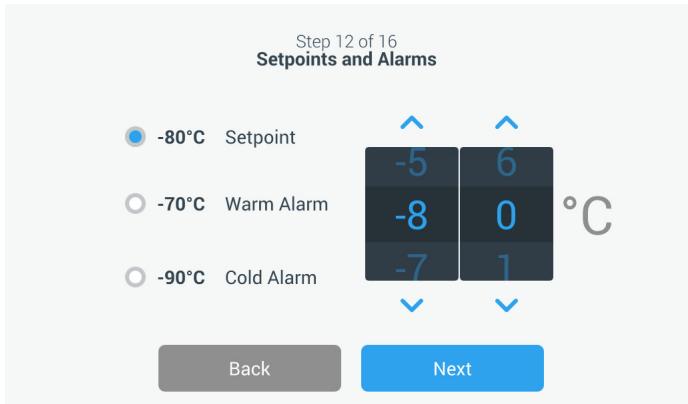 Step 12 of 16
Setpoints and Alarms
-80°C Setpoint
-70°C Warm Alarm
-90°C Cold Alarm
-5 6
-8 0 °C
-7 1
Back Next